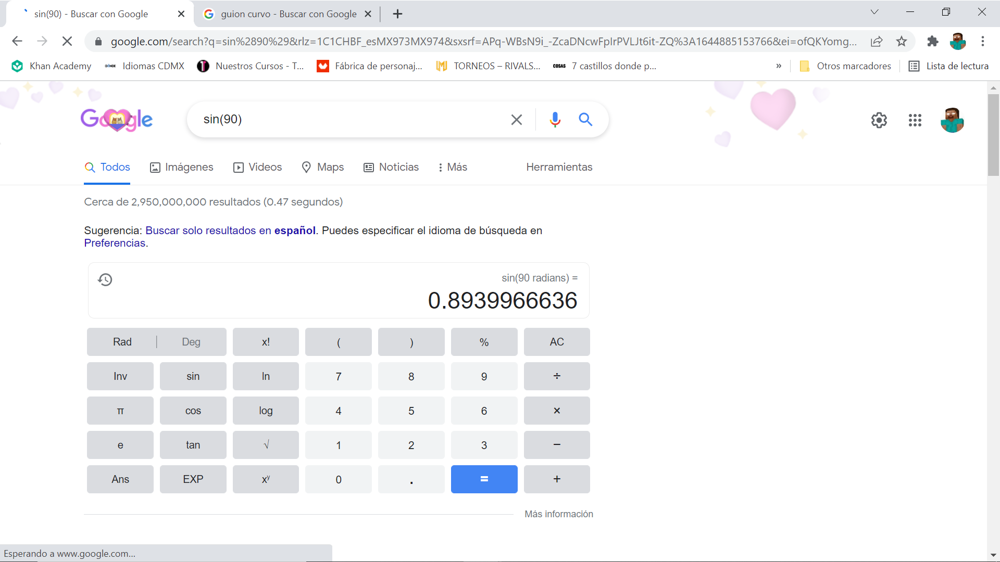 sin(90) - Buscar con Google
guion curvo - Buscar con Google
google.com/search?q=sin%2890%29&rlz=1C1CHBF_esMX973MX974&sxsrf=APq-WBsN9i_-ZcaDNcwFpIrPVLJt6it-ZQ%3A1644885153766&ei=ofQKYomg...
Khan Academy
Idiomas CDMX
Nuestros Cursos - T...
Fábrica de personaj...
TORNEOS – RIVALS...
COSAS
7 castillos donde p...
»
Otros marcadores
Lista de lectura
Google
sin(90)
Todos
Imágenes
Videos
Maps
Noticias
Más
Herramientas
Cerca de 2,950,000,000 resultados (0.47 segundos)
Sugerencia: Buscar solo resultados en español. Puedes especificar el idioma de búsqueda en
Preferencias.
sin(90 radians) =
0.8939966636
Rad | Deg x! ( ) % AC
Inv sin ln 7 8 9 ÷
π cos log 4 5 6 ×
e tan √ 1 2 3 −
Ans EXP xʸ 0 . = +
Más información
Esperando a www.google.com...